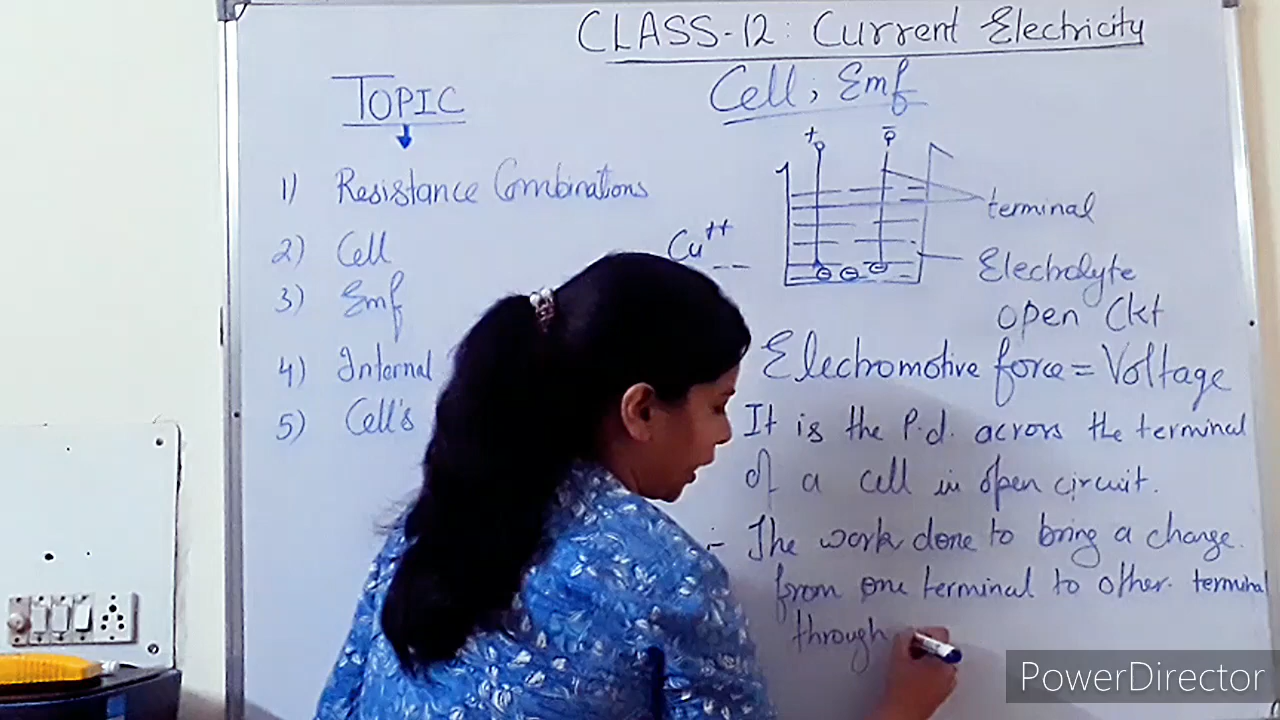 CLASS-12: Current Electricity
TOPIC
1) Resistance Combinations
2) Cell
3) Emf
4) Internal
5) Cell's
Cell; Emf
+ -
Cu++
terminal
Electrolyte
open Ckt
Electromotive force = Voltage
It is the P.d. across the terminal
of a cell in open circuit.
:- The work done to bring a charge
from one terminal to other terminal
through
PowerDirector